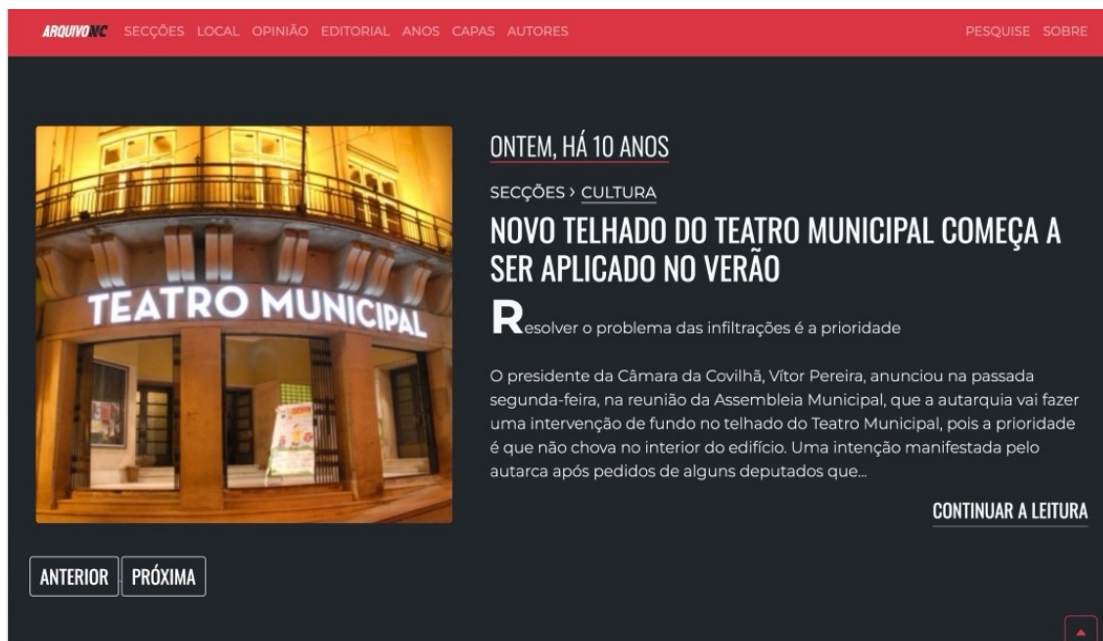 ARQUIVONC SECÇÕES LOCAL OPINIÃO EDITORIAL ANOS CAPAS AUTORES PESQUISE SOBRE
TEATRO MUNICIPAL
ONTEM, HÁ 10 ANOS
SECÇÕES › CULTURA
NOVO TELHADO DO TEATRO MUNICIPAL COMEÇA A
SER APLICADO NO VERÃO
Resolver o problema das infiltrações é a prioridade
O presidente da Câmara da Covilhã, Vítor Pereira, anunciou na passada
segunda-feira, na reunião da Assembleia Municipal, que a autarquia vai fazer
uma intervenção de fundo no telhado do Teatro Municipal, pois a prioridade
é que não chova no interior do edifício. Uma intenção manifestada pelo
autarca após pedidos de alguns deputados que...
CONTINUAR A LEITURA
ANTERIOR PRÓXIMA